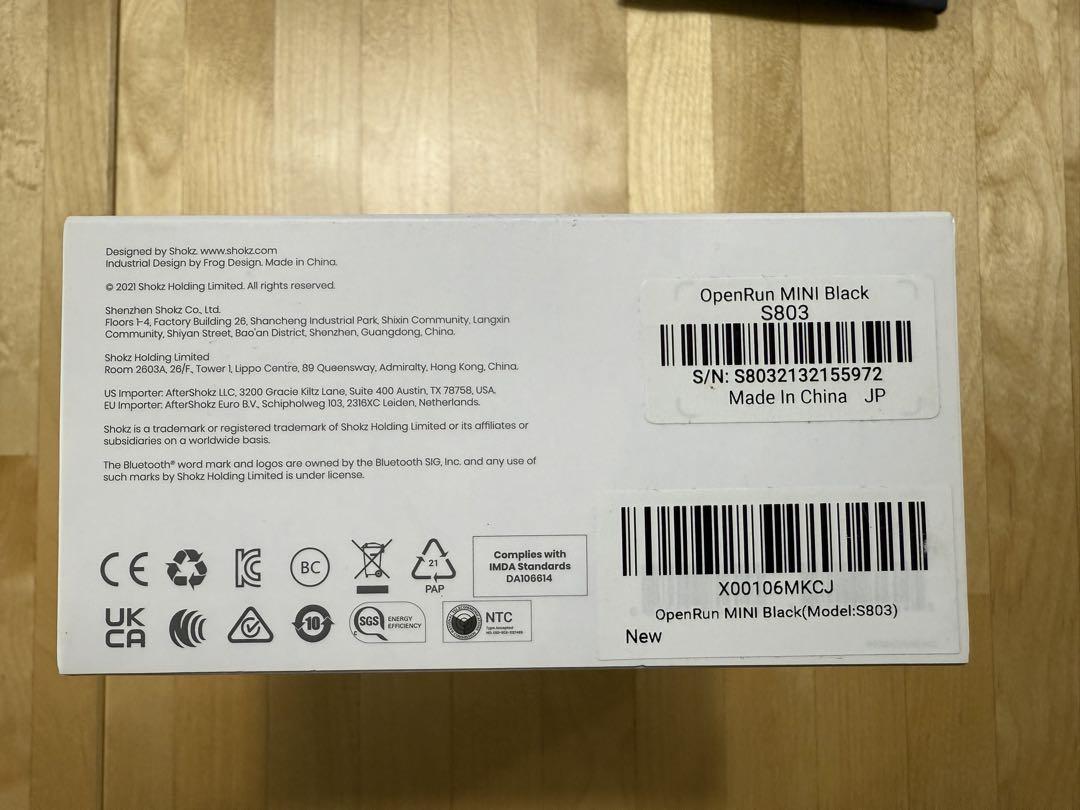 Designed by Shokz. www.shokz.com
Industrial Design by Frog Design. Made in China.
© 2021 Shokz Holding Limited. All rights reserved.
Shenzhen Shokz Co., Ltd.
Floors 1-4, Factory Building 26, Shancheng Industrial Park, Shixin Community, Langxin
Community, Shiyan Street, Bao'an District, Shenzhen, Guangdong, China.
Shokz Holding Limited
Room 2603A, 26/F., Tower 1, Lippo Centre, 89 Queensway, Admiralty, Hong Kong, China.
US Importer: AfterShokz LLC, 3200 Gracie Kiltz Lane, Suite 400 Austin, TX 78758, USA.
EU Importer: AfterShokz Euro B.V., Schipholweg 103, 2316XC Leiden, Netherlands.
Shokz is a trademark or registered trademark of Shokz Holding Limited or its affiliates or
subsidiaries on a worldwide basis.
The Bluetooth® word mark and logos are owned by the Bluetooth SIG, Inc. and any use of
such marks by Shokz Holding Limited is under license.
CE
BC
21
PAP
Complies with
IMDA Standards
DA106614
UK
CA
10
SGS
C
ENERGY
EFFICIENCY
NTC
Type Accepted
OpenRun MINI Black
S803
S/N: S8032132155972
Made In China JP
X00106MKCJ
OpenRun MINI Black(Model:S803)
New